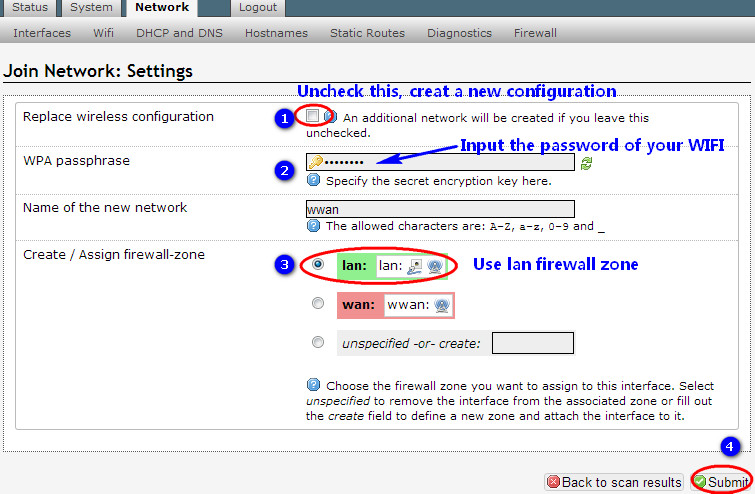 Status System Network Logout
Interfaces Wifi DHCP and DNS Hostnames Static Routes Diagnostics Firewall
Join Network: Settings
Uncheck this, creat a new configuration
Replace wireless configuration
1
An additional network will be created if you leave this
unchecked.
Input the password of your WIFI
WPA passphrase
2
••••••••
Specify the secret encryption key here.
Name of the new network
wwan
The allowed characters are: A-Z, a-z, 0-9 and _
Create / Assign firewall-zone
3
lan: lan:
Use lan firewall zone
wan: wwan:
unspecified -or- create:
Choose the firewall zone you want to assign to this interface. Select
unspecified to remove the interface from the associated zone or fill out
the create field to define a new zone and attach the interface to it.
4
Back to scan results Submit